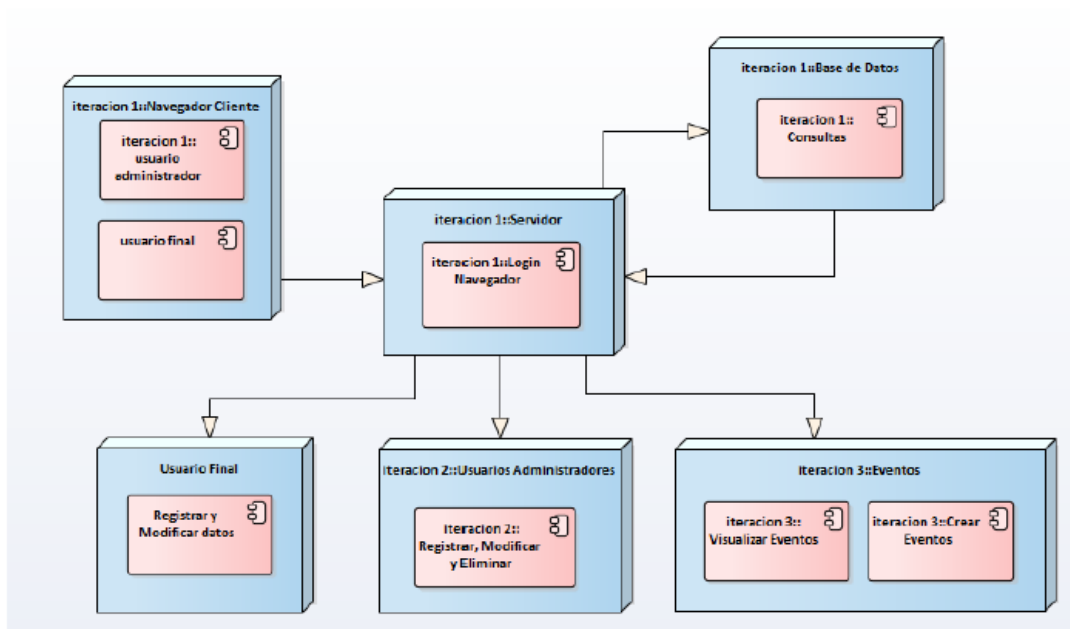 iteracion 1::Navegador Cliente
iteracion 1::
usuario
administrador
usuario final
iteracion 1::Base de Datos
iteracion 1::
Consultas
iteracion 1::Servidor
iteracion 1::Login
Navegador
Usuario Final
Registrar y
Modificar datos
iteracion 2::Usuarios Administradores
iteracion 2::
Registrar, Modificar
y Eliminar
iteracion 3::Eventos
iteracion 3::
Visualizar Eventos
iteracion 3::Crear
Eventos